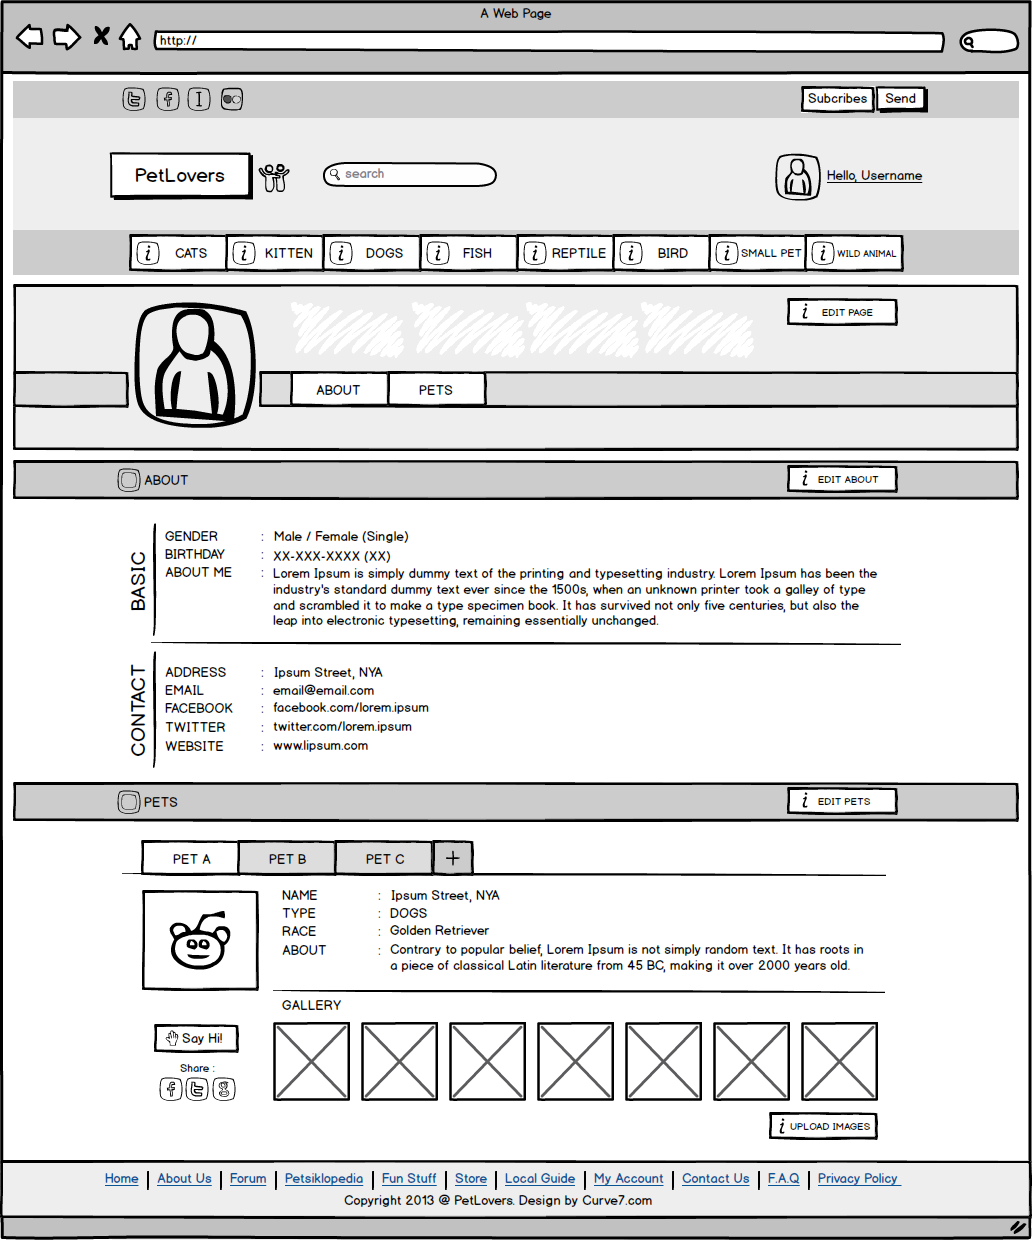 A Web Page
http://
Subcribes Send
PetLovers search Hello, Username
CATS KITTEN DOGS FISH REPTILE BIRD SMALL PET WILD ANIMAL
EDIT PAGE
ABOUT PETS
ABOUT EDIT ABOUT
BASIC
GENDER : Male / Female (Single)
BIRTHDAY : XX-XXX-XXXX (XX)
ABOUT ME : Lorem Ipsum is simply dummy text of the printing and typesetting industry. Lorem Ipsum has been the
industry's standard dummy text ever since the 1500s, when an unknown printer took a galley of type
and scrambled it to make a type specimen book. It has survived not only five centuries, but also the
leap into electronic typesetting, remaining essentially unchanged.
CONTACT
ADDRESS : Ipsum Street, NYA
EMAIL : email@email.com
FACEBOOK : facebook.com/lorem.ipsum
TWITTER : twitter.com/lorem.ipsum
WEBSITE : www.lipsum.com
PETS EDIT PETS
PET A PET B PET C +
NAME : Ipsum Street, NYA
TYPE : DOGS
RACE : Golden Retriever
ABOUT : Contrary to popular belief, Lorem Ipsum is not simply random text. It has roots in
a piece of classical Latin literature from 45 BC, making it over 2000 years old.
GALLERY
Say Hi!
Share :
UPLOAD IMAGES
Home | About Us | Forum | Petsiklopedia | Fun Stuff | Store | Local Guide | My Account | Contact Us | F.A.Q | Privacy Policy
Copyright 2013 @ PetLovers. Design by Curve7.com